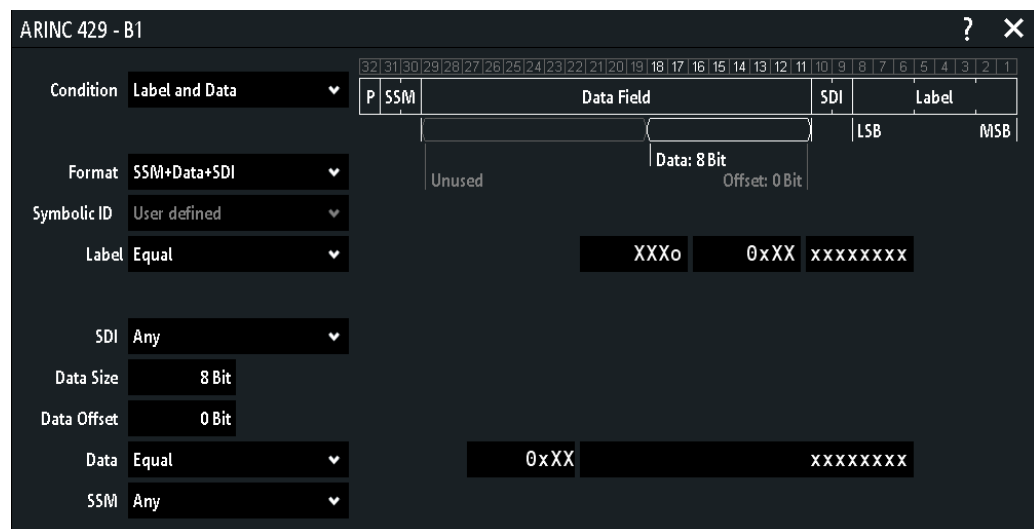 ARINC 429 - B1 ? ×
32 31 30 29 28 27 26 25 24 23 22 21 20 19 18 17 16 15 14 13 12 11 10 9 8 7 6 5 4 3 2 1
Condition Label and Data P SSM Data Field SDI Label
LSB MSB
Data: 8 Bit
Format SSM+Data+SDI Unused Offset: 0 Bit
Symbolic ID User defined
Label Equal XXXo 0xXX xxxxxxxx
SDI Any
Data Size 8 Bit
Data Offset 0 Bit
Data Equal 0xXX xxxxxxxx
SSM Any